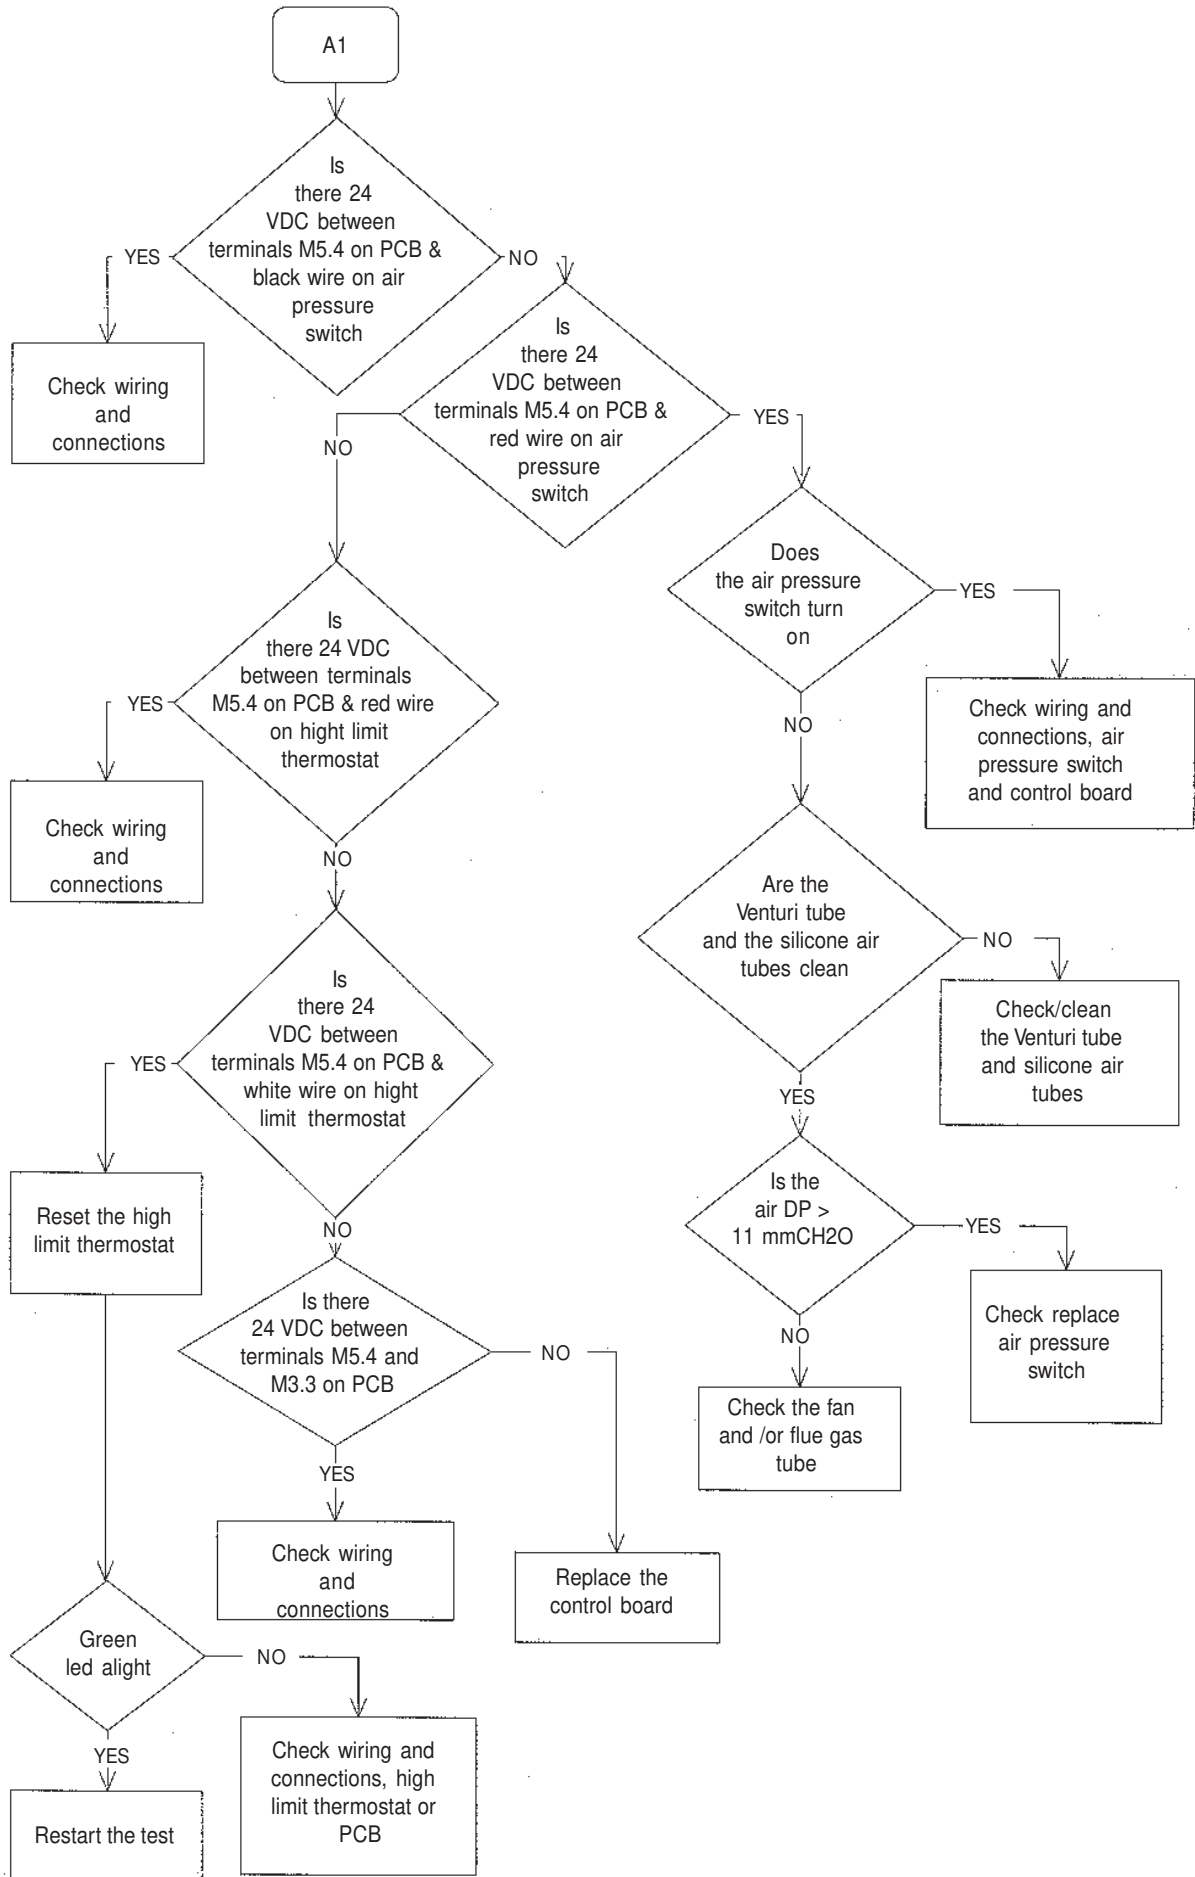 A1
Is
there 24
VDC between
terminals M5.4 on PCB &
black wire on air
pressure
switch
YES
NO
Check wiring
and
connections
Is
there 24
VDC between
terminals M5.4 on PCB &
red wire on air
pressure
switch
NO
YES
Does
the air pressure
switch turn
on
YES
Check wiring and
connections, air
pressure switch
and control board
NO
Is
there 24 VDC
between terminals
M5.4 on PCB & red wire
on hight limit
thermostat
YES
Check wiring
and
connections
NO
Are the
Venturi tube
and the silicone air
tubes clean
NO
Check/clean
the Venturi tube
and silicone air
tubes
YES
Is
there 24
VDC between
terminals M5.4 on PCB &
white wire on hight
limit thermostat
YES
Reset the high
limit thermostat
NO
Is the
air DP >
11 mmCH2O
YES
Check replace
air pressure
switch
NO
Check the fan
and /or flue gas
tube
Is there
24 VDC between
terminals M5.4 and
M3.3 on PCB
NO
Replace the
control board
YES
Check wiring
and
connections
Green
led alight
NO
Check wiring and
connections, high
limit thermostat or
PCB
YES
Restart the test